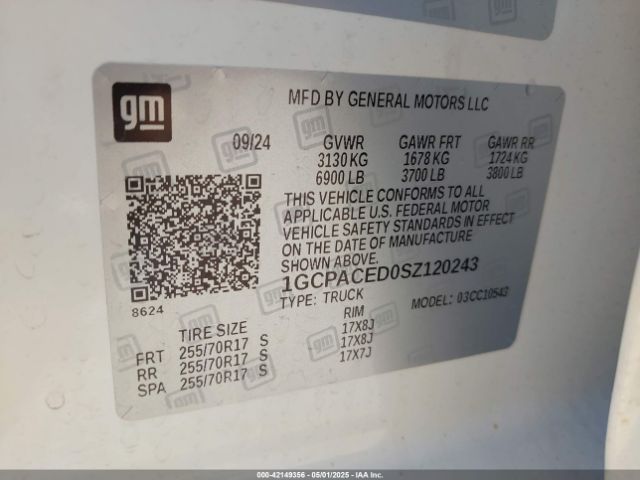 gm
MFD BY GENERAL MOTORS LLC
09/24 GVWR GAWR FRT GAWR RR
3130 KG 1678 KG 1724 KG
6900 LB 3700 LB 3800 LB
THIS VEHICLE CONFORMS TO ALL
APPLICABLE U.S. FEDERAL MOTOR
VEHICLE SAFETY STANDARDS IN EFFECT
ON THE DATE OF MANUFACTURE
SHOWN ABOVE.
1GCPACED0SZ120243
TYPE: TRUCK MODEL: 03CC10543
8624
TIRE SIZE RIM
FRT 255/70R17 S 17X8J
RR 255/70R17 S 17X8J
SPA 255/70R17 S 17X7J
000-42149356 - 05/01/2025 - IAA Inc.